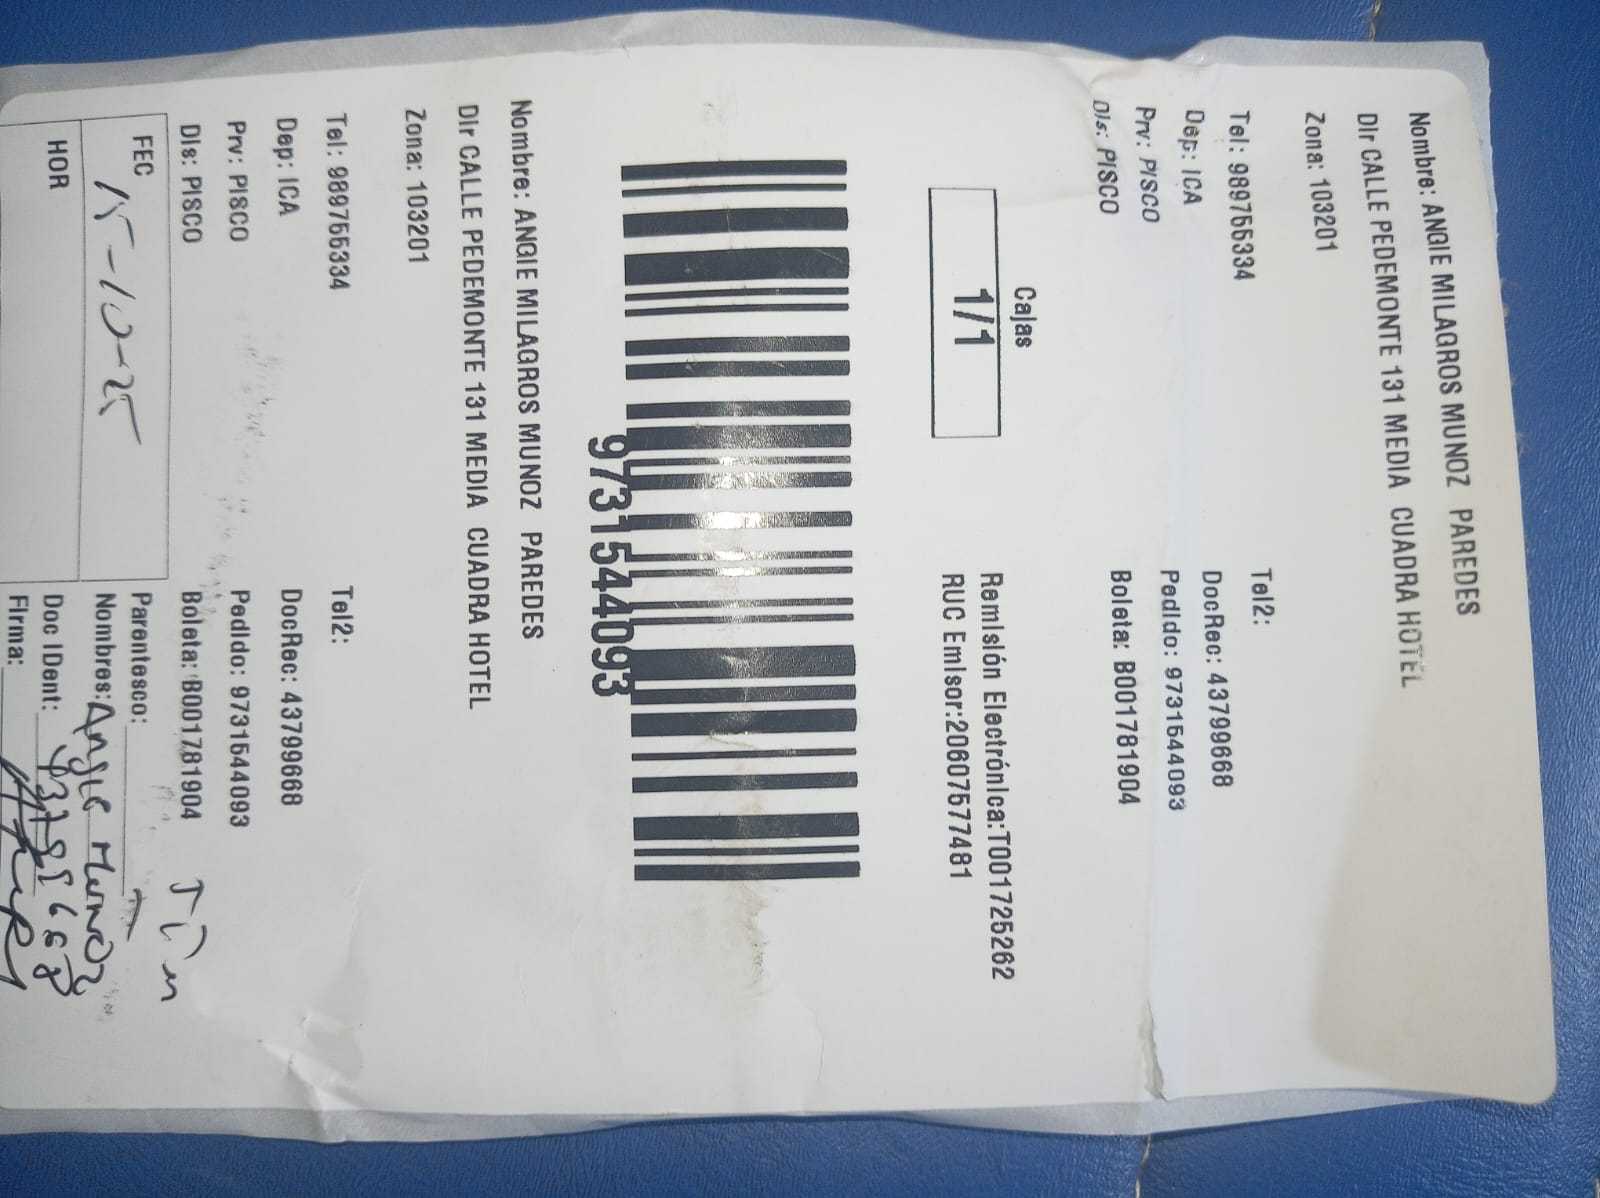 Nombre: ANGIE MILAGROS MUNOZ PAREDES
Dir CALLE PEDEMONTE 131 MEDIA CUADRA HOTEL
Zona: 103201
Tel: 989755334 Tel2:
Dep: ICA DocRec: 43799668
Prv: PISCO Pedido: 9731544093
Dis: PISCO Boleta: B001781904
Cajas
1/1
Remisión Electrónica:T001725262
RUC Emisor:20607577481
9731544093
Nombre: ANGIE MILAGROS MUNOZ PAREDES
Dir CALLE PEDEMONTE 131 MEDIA CUADRA HOTEL
Zona: 103201
Tel: 989755334 Tel2:
Dep: ICA DocRec: 43799668
Prv: PISCO Pedido: 9731544093
Dis: PISCO Boleta: B001781904
FEC 15-10-25
HOR
Parentesco:
Nombres: Angie Munoz
Doc IDent: 43799668
Firma: